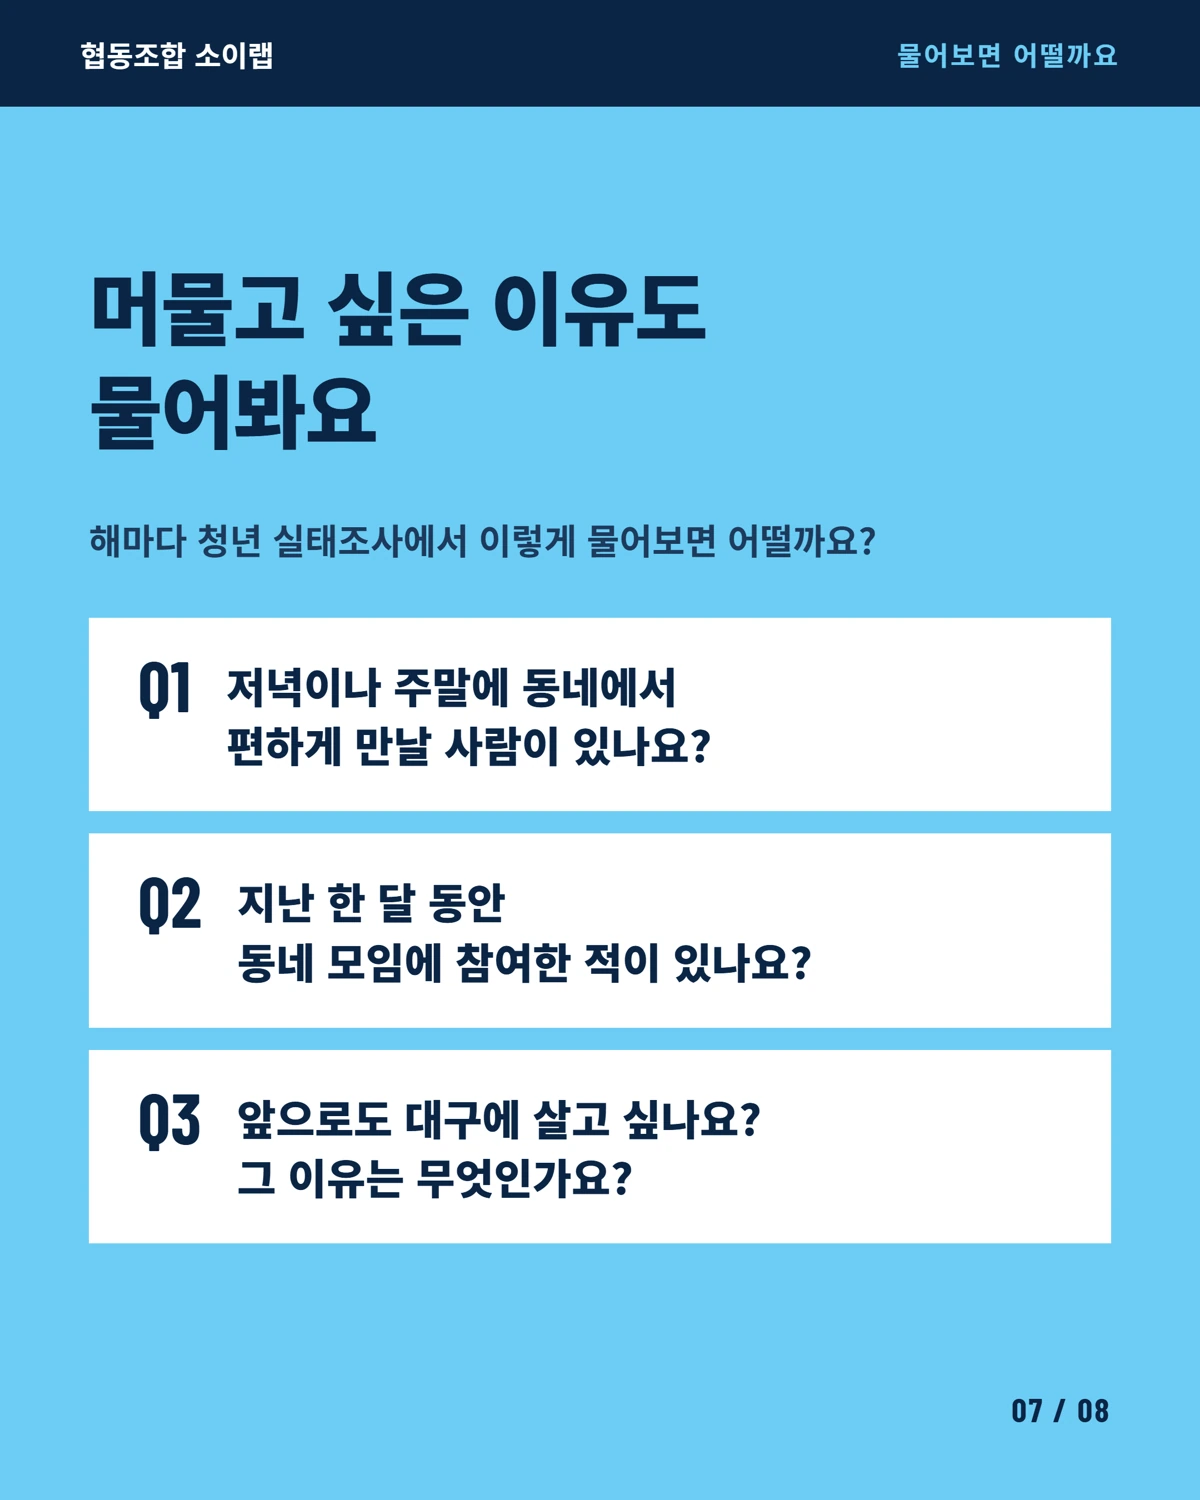 협동조합 소이랩
물어보면 어떨까요
머물고 싶은 이유도
물어봐요
해마다 청년 실태조사에서 이렇게 물어보면 어떨까요?
Q1 저녁이나 주말에 동네에서
편하게 만날 사람이 있나요?
Q2 지난 한 달 동안
동네 모임에 참여한 적이 있나요?
Q3 앞으로도 대구에 살고 싶나요?
그 이유는 무엇인가요?
07 / 08